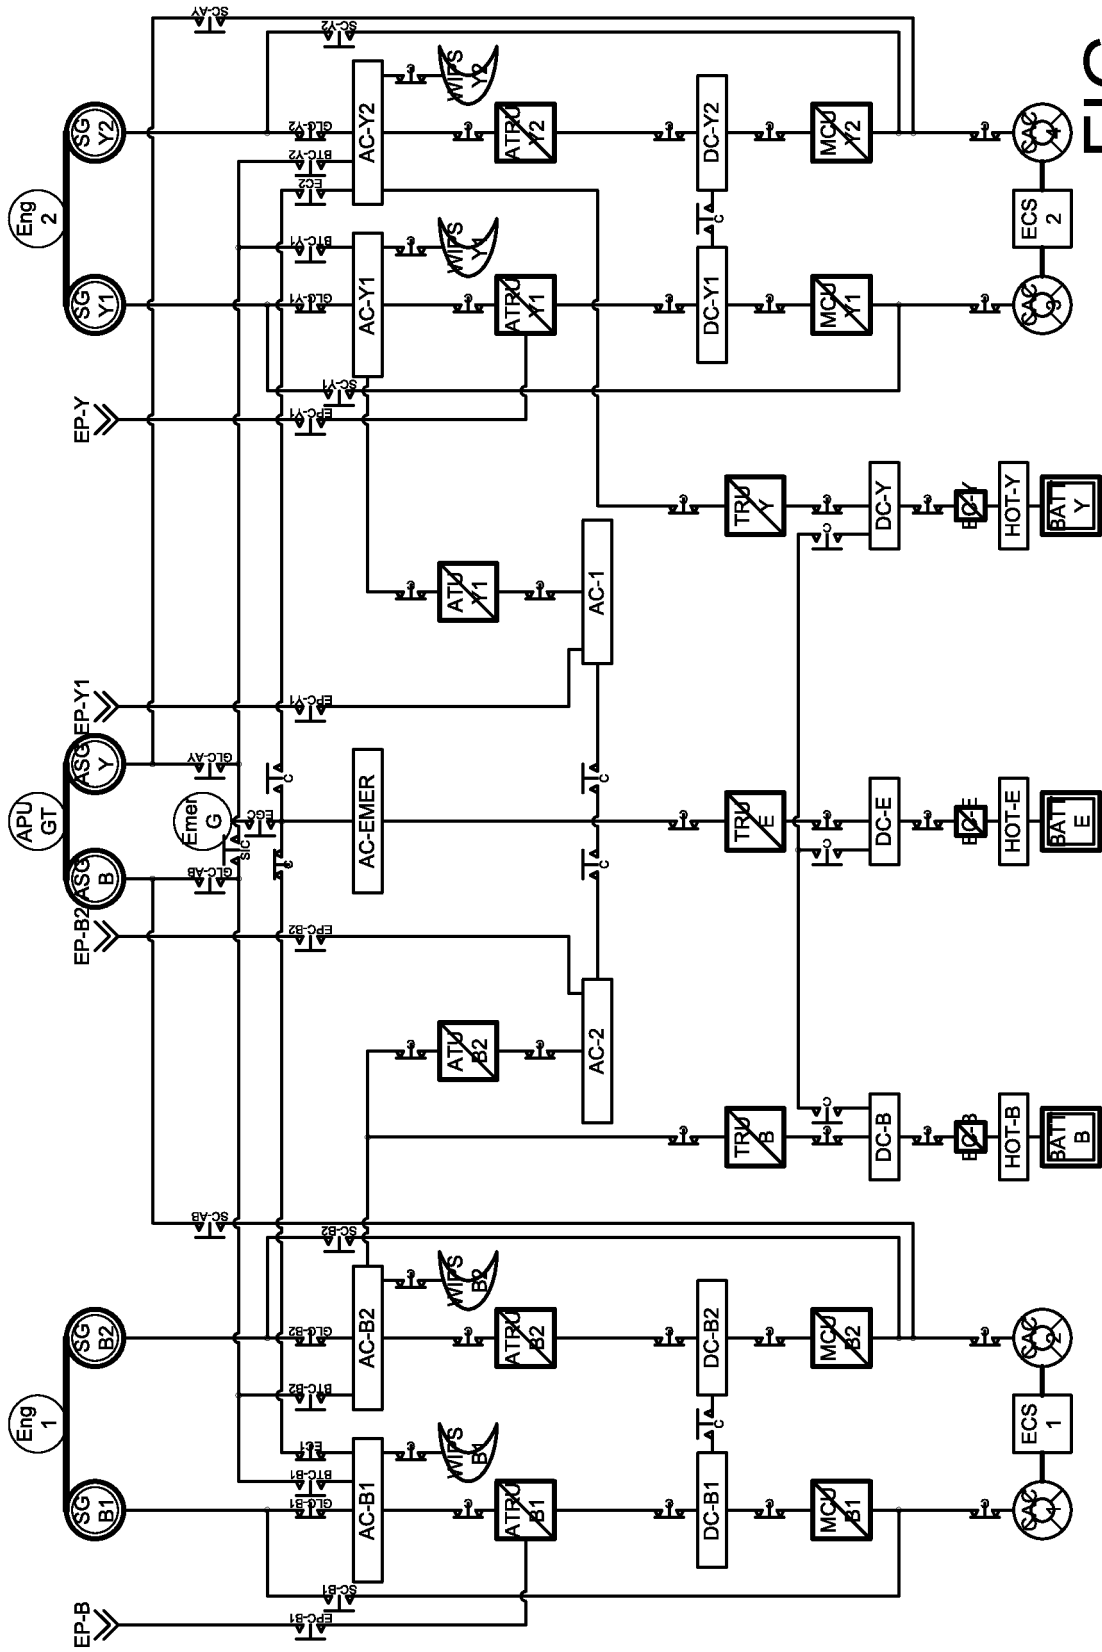 Eng
1
APU
GT
Eng
2
EP-B
SG
B1
SG
B2
EP-B2
ASG
B
ASG
Y
EP-Y1
EP-Y
SG
Y1
SG
Y2
SC-AB
GLC-AB
Emer
G
GLC-AY
SC-AY
SIC
EGC
C
C
EPC-B1
GLC-B1
BTC-B1
EC1
BTC-B2
GLC-B2
EPC-B2
EPC-Y1
EPC-Y1
GLC-Y1
BTC-Y1
EC2
BTC-Y2
GLC-Y2
SC-B1
SC-B2
SC-Y1
SC-Y2
AC-B1
AC-B2
AC-EMER
AC-Y1
AC-Y2
C
C
C
C
C
C
WIPS
B1
WIPS
B2
ATU
B2
ATU
Y1
WIPS
Y1
WIPS
Y2
C
C
C
C
ATRU
B1
ATRU
B2
C
C
ATRU
Y1
ATRU
Y2
AC-2
C
C
AC-1
C
C
C
C
C
C
C
DC-B1
C
DC-B2
TRU
B
TRU
E
TRU
Y
DC-Y1
C
DC-Y2
C
C
C
C
MCU
B1
MCU
B2
C
C
C
C
C
C
MCU
Y1
MCU
Y2
DC-B
DC-E
DC-Y
C
C
C
BC-B
BC-E
BC-Y
C
C
C
C
HOT-B
HOT-E
HOT-Y
CAC
1
ECS
1
CAC
2
BATT
B
BATT
E
BATT
Y
CAC
3
ECS
2
CAC
4